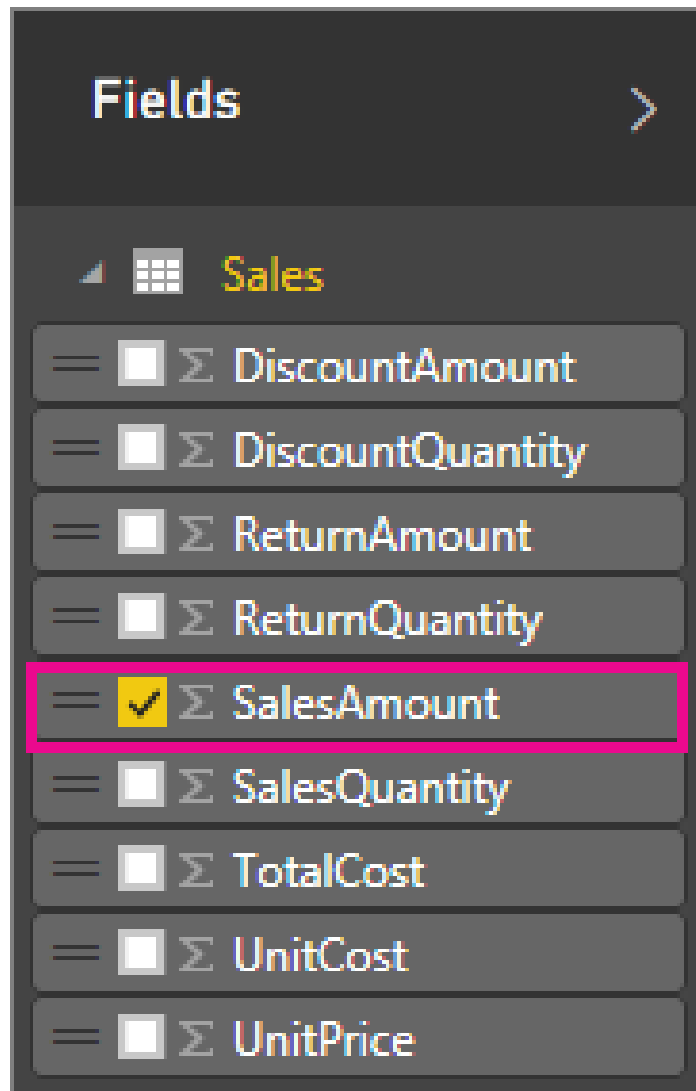 Fields
Sales
Σ DiscountAmount
Σ DiscountQuantity
Σ ReturnAmount
Σ ReturnQuantity
Σ SalesAmount
Σ SalesQuantity
Σ TotalCost
Σ UnitCost
Σ UnitPrice